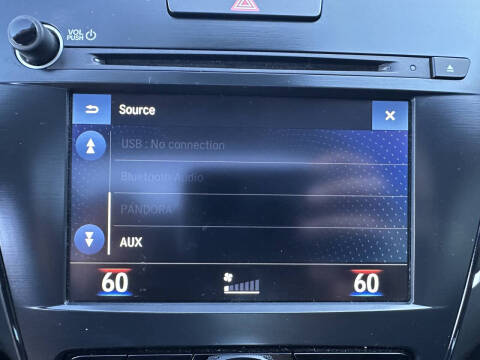 VOL
PUSH
Source
USB : No connection
Bluetooth Audio
PANDORA
AUX
60 60